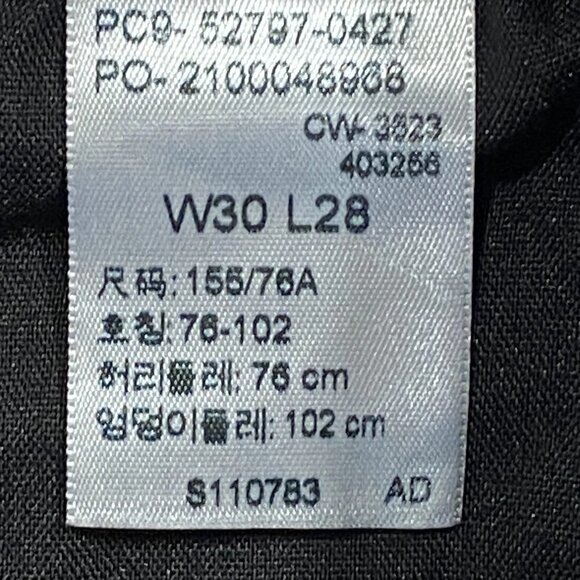 PC9- 52797-0427
PO- 2100048968
CW- 3823
403256
W30 L28
尺码: 155/76A
호칭: 76-102
허리둘레: 76 cm
엉덩이둘레: 102 cm
S110783 AD